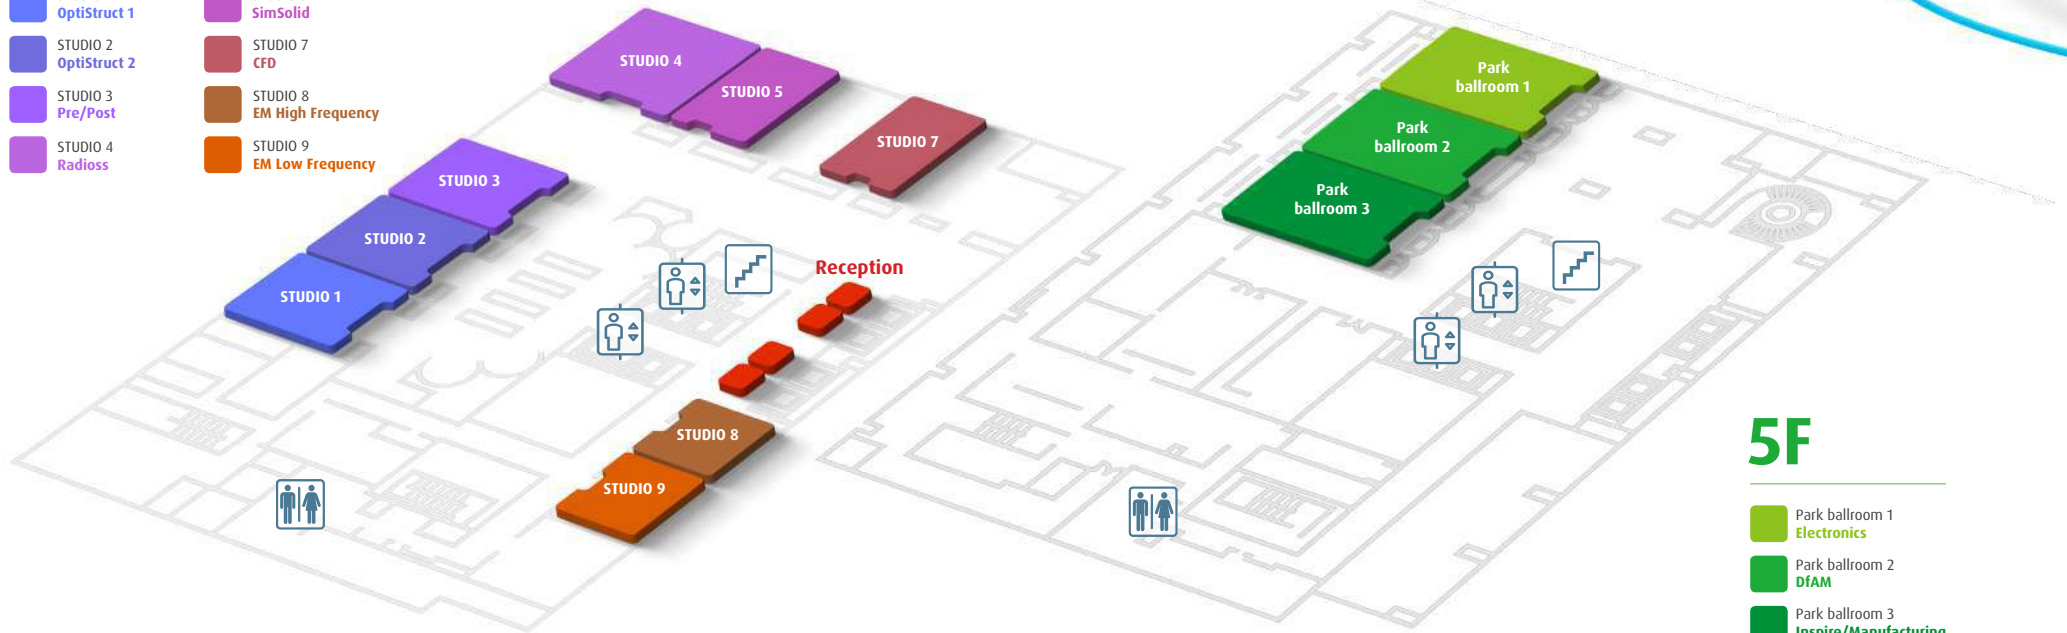 OptiStruct 1
STUDIO 2
OptiStruct 2
STUDIO 3
Pre/Post
STUDIO 4
Radioss
SimSolid
STUDIO 7
CFD
STUDIO 8
EM High Frequency
STUDIO 9
EM Low Frequency
STUDIO 4
STUDIO 5
STUDIO 7
STUDIO 3
STUDIO 2
STUDIO 1
Reception
STUDIO 8
STUDIO 9
Park
ballroom 1
Park
ballroom 2
Park
ballroom 3
5F
Park ballroom 1
Electronics
Park ballroom 2
DfAM
Park ballroom 3
Inspire/Manufacturing